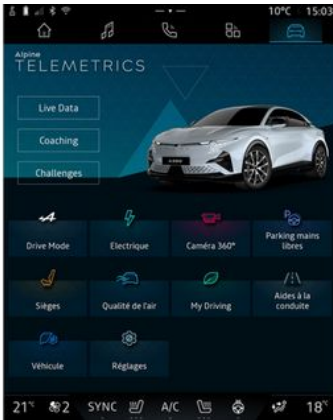 10°C 15:03
Alpine
TELEMETRICS
Live Data
Coaching
Challenges
Drive Mode
Electrique
Caméra 360°
Parking mains
libres
Sièges
Qualité de l'air
My Driving
Aides à la
conduite
Véhicule
Réglages
21° 2 SYNC A/C 18°